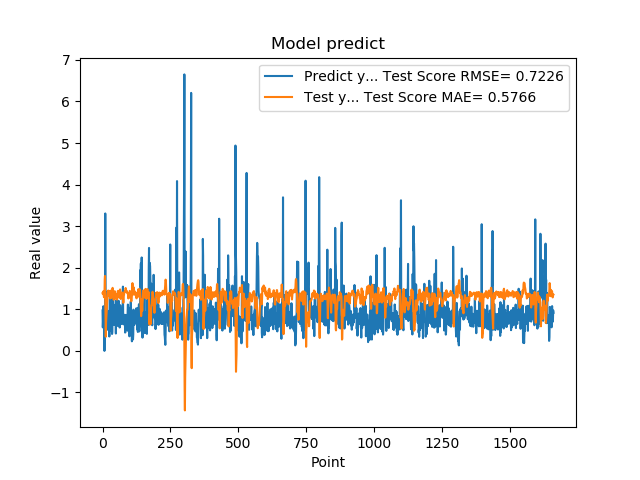 Model predict
Predict y... Test Score RMSE= 0.7226
Test y... Test Score MAE= 0.5766
7
6
5
4
3
2
1
0
−1
Real value
0 250 500 750 1000 1250 1500
Point